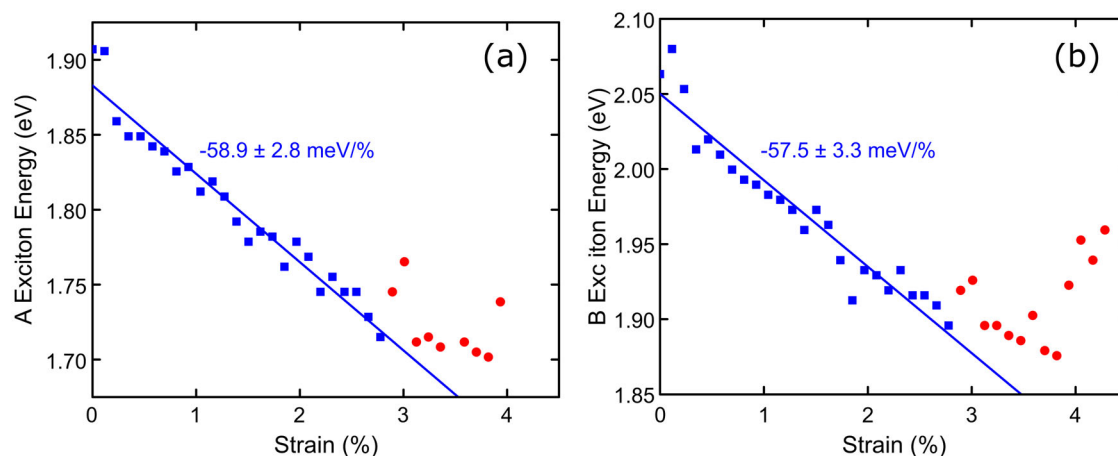 (a)
A Exciton Energy (eV)
1.90
1.85
1.80
1.75
1.70
-58.9 ± 2.8 meV/%
0 1 2 3 4
Strain (%)
(b)
B Exc iton Energy (eV)
2.10
2.05
2.00
1.95
1.90
1.85
-57.5 ± 3.3 meV/%
0 1 2 3 4
Strain (%)